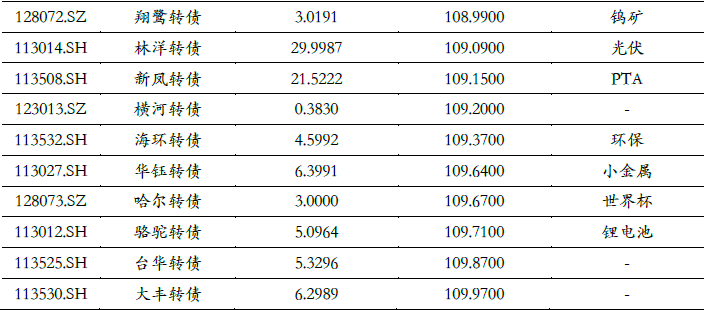 128072.SZ 翔鹭转债 3.0191 108.9900 钨矿
113014.SH 林洋转债 29.9987 109.0900 光伏
113508.SH 新凤转债 21.5222 109.1500 PTA
123013.SZ 横河转债 0.3830 109.2000 -
113532.SH 海环转债 4.5992 109.3700 环保
113027.SH 华钰转债 6.3991 109.6400 小金属
128073.SZ 哈尔转债 3.0000 109.6700 世界杯
113012.SH 骆驼转债 5.0964 109.7100 锂电池
113525.SH 台华转债 5.3296 109.8700 -
113530.SH 大丰转债 6.2989 109.9700 -